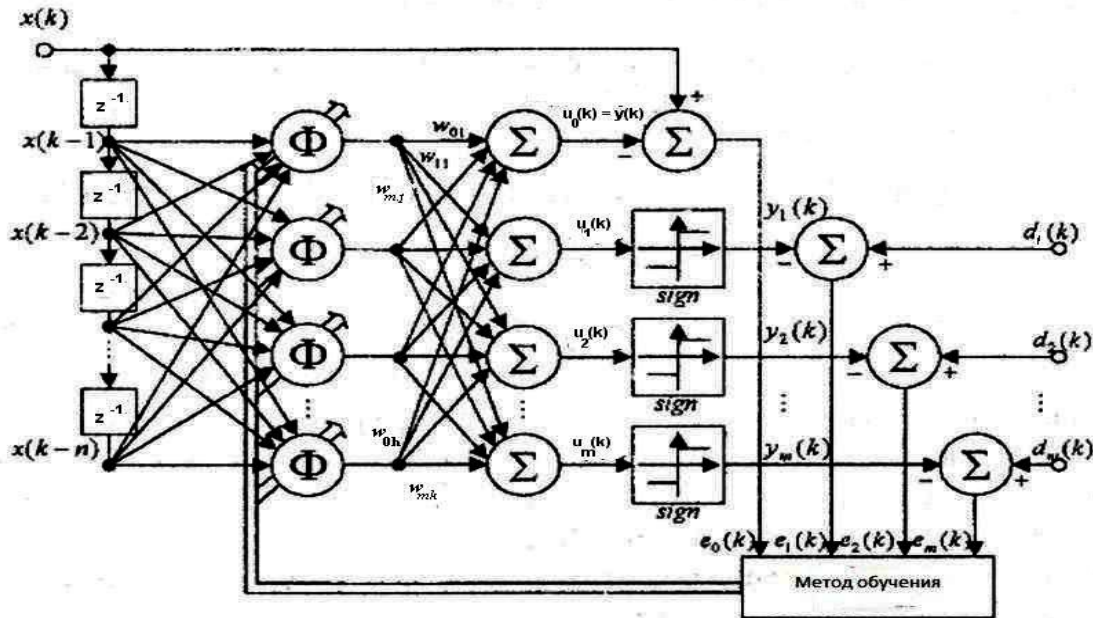 x(k)
z⁻¹
x(k-1)
z⁻¹
x(k-2)
z⁻¹
z⁻¹
x(k-n)
Φ
Φ
Φ
Φ
w₀₁
w₁₁
wₘ₁
w₀ₕ
wₘₕ
Σ
Σ
Σ
Σ
u₀(k) = ŷ(k)
u₁(k)
u₂(k)
uₘ(k)
sign
sign
sign
+
−
Σ
y₁(k)
y₂(k)
yₘ(k)
Σ
−
+
Σ
−
+
Σ
−
+
d₁(k)
d₂(k)
dₘ(k)
e₀(k)
e₁(k)
e₂(k)
eₘ(k)
Метод обучения